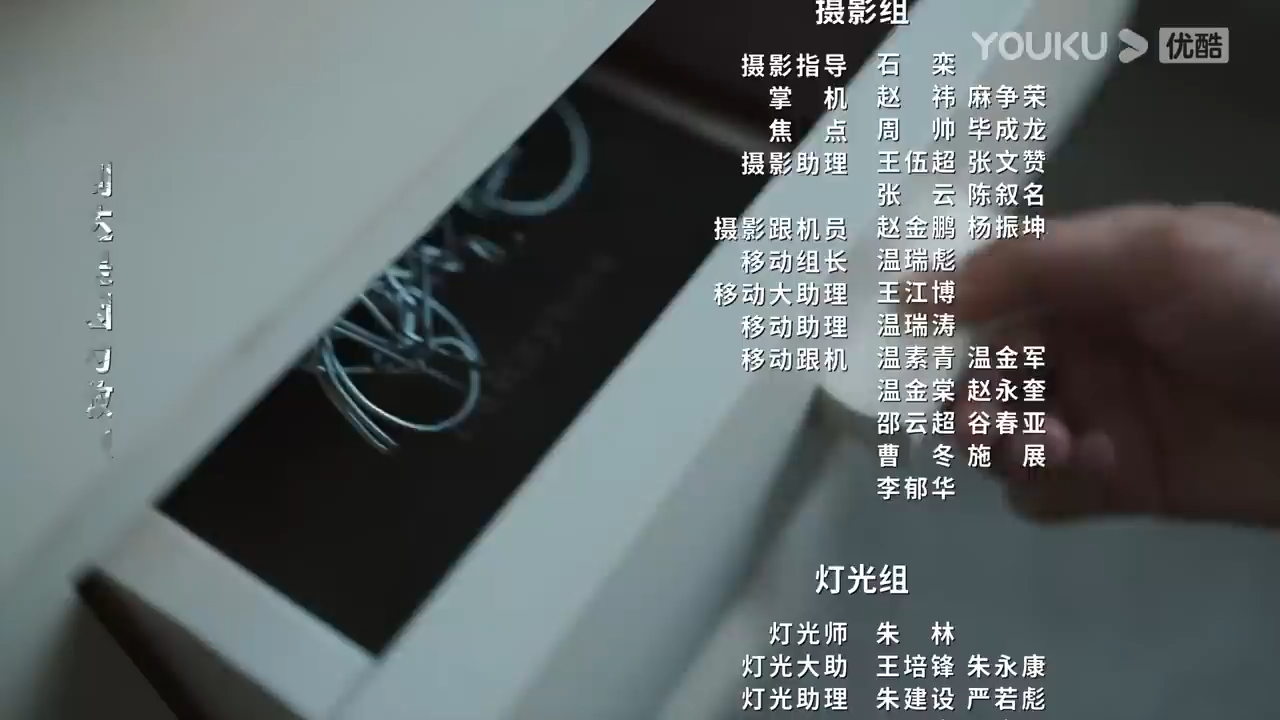 摄影组
YOUKU 优酷
摄影指导 石 栾
掌 机 赵 祎 麻争荣
焦 点 周 帅 毕成龙
摄影助理 王伍超 张文赞
张 云 陈叙名
摄影跟机员 赵金鹏 杨振坤
移动组长 温瑞彪
移动大助理 王江博
移动助理 温瑞涛
移动跟机 温素青 温金军
温金棠 赵永奎
邵云超 谷春亚
曹 冬 施 展
李郁华
灯光组
灯光师 朱 林
灯光大助 王培锋 朱永康
灯光助理 朱建设 严若彪